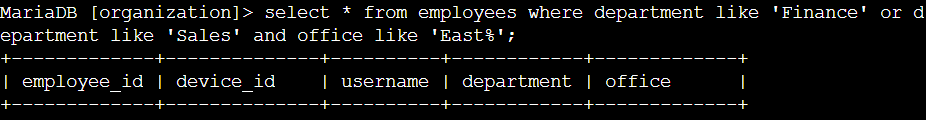 MariaDB [organization]> select * from employees where department like 'Finance' or d
epartment like 'Sales' and office like 'East%';
+-------------+--------------+----------+------------+-------------+
| employee_id | device_id    | username | department | office      |
+-------------+--------------+----------+------------+-------------+